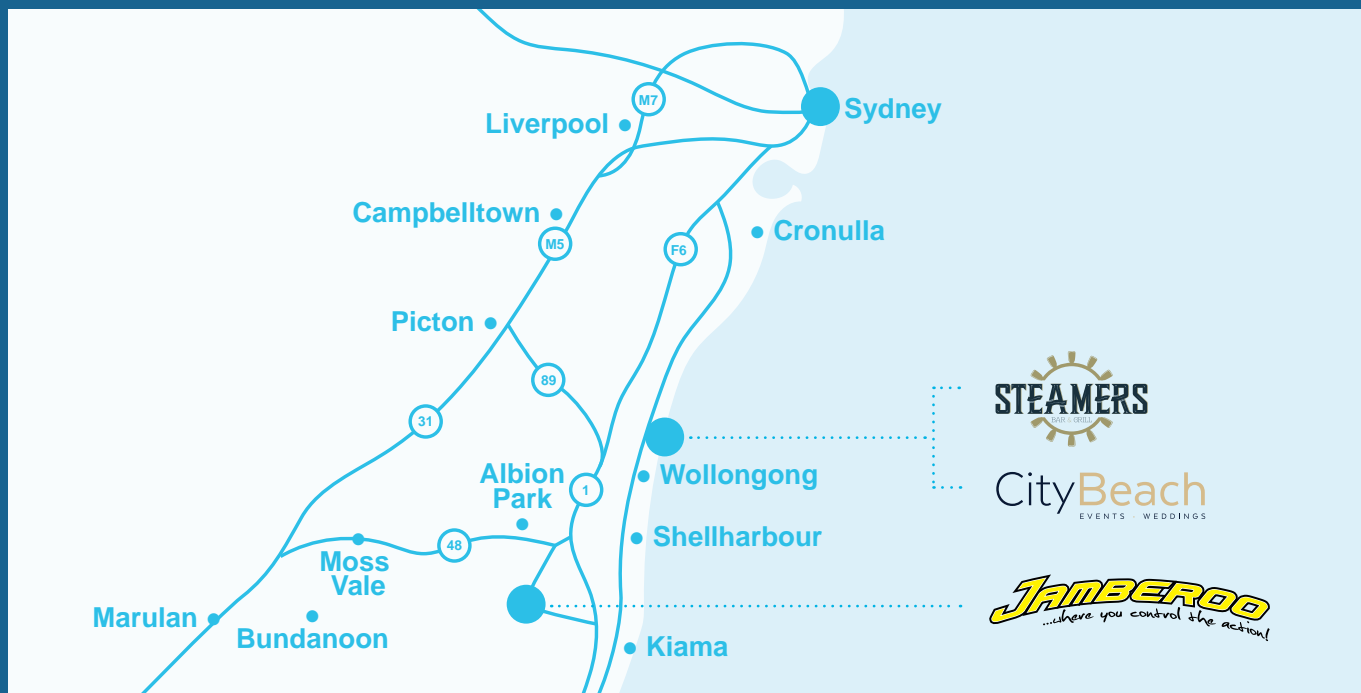 M7
Sydney
Liverpool
Campbelltown
M5
F6
Cronulla
Picton
89
31
STEAMERS
BAR & GRILL
Albion
Park
1
Wollongong
CityBeach
EVENTS · WEDDINGS
48
Shellharbour
Moss
Vale
JAMBEROO
...where you control the action!
Marulan
Bundanoon
Kiama